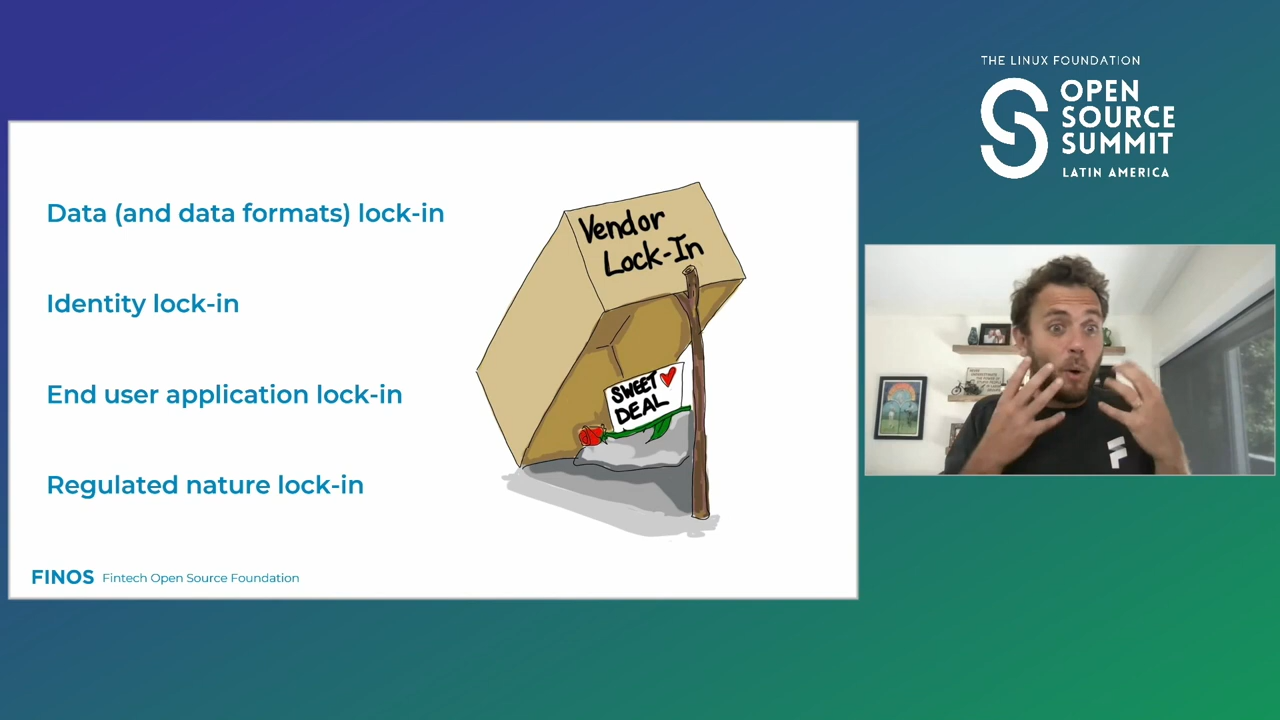 THE LINUX FOUNDATION
OPEN
SOURCE
SUMMIT
LATIN AMERICA
Data (and data formats) lock-in
Identity lock-in
End user application lock-in
Regulated nature lock-in
Vendor
Lock-In
SWEET
DEAL
FINOS Fintech Open Source Foundation